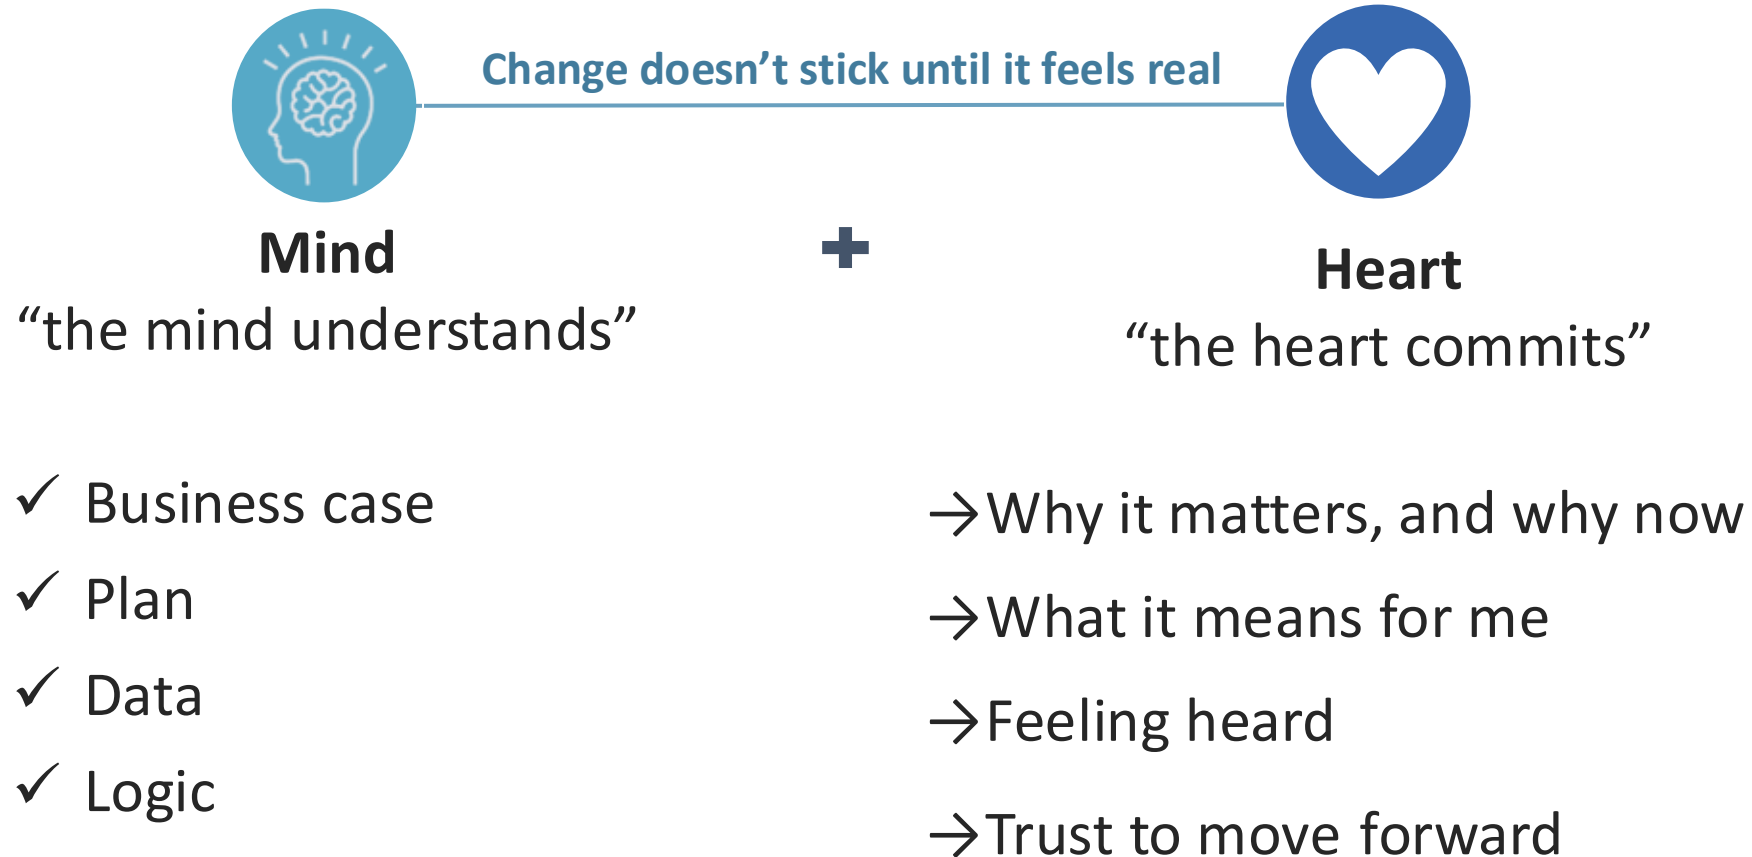 Change doesn’t stick until it feels real
Mind
“the mind understands”
✓ Business case
✓ Plan
✓ Data
✓ Logic
+
Heart
“the heart commits”
→Why it matters, and why now
→What it means for me
→Feeling heard
→Trust to move forward